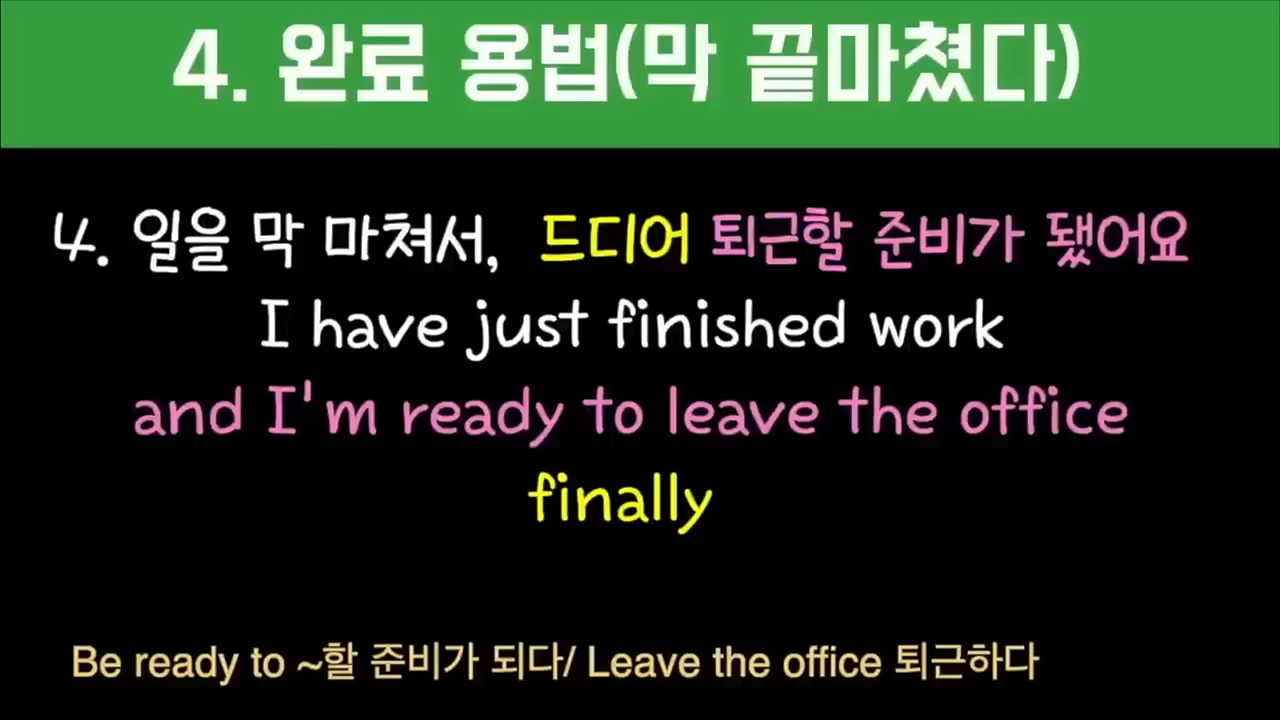 4. 완료 용법(막 끝마쳤다)
4. 일을 막 마쳐서, 드디어 퇴근할 준비가 됐어요
I have just finished work
and I'm ready to leave the office
finally
Be ready to ~할 준비가 되다/ Leave the office 퇴근하다